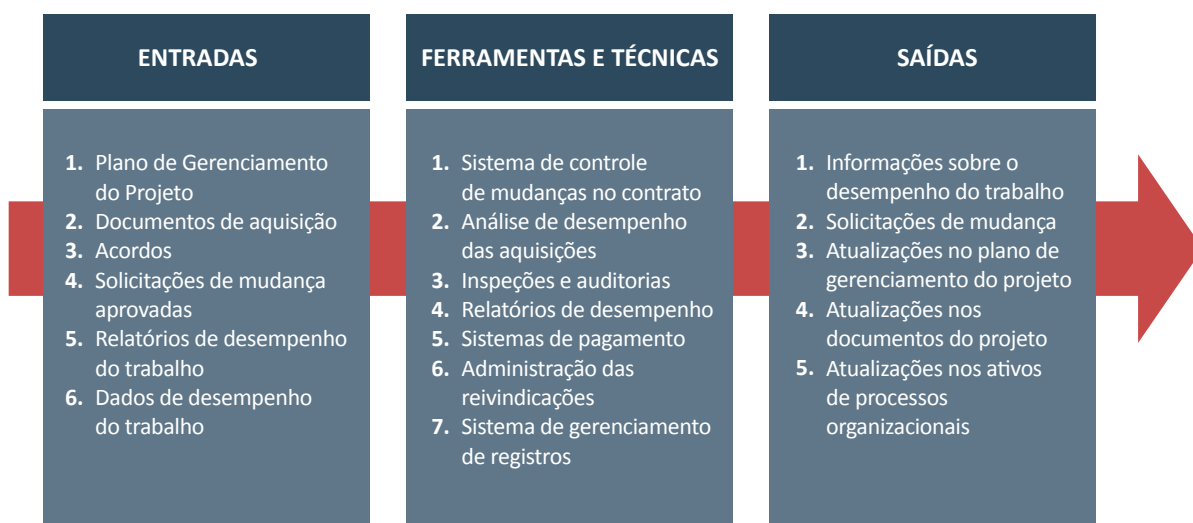 ENTRADAS
1. Plano de Gerenciamento
do Projeto
2. Documentos de aquisição
3. Acordos
4. Solicitações de mudança
aprovadas
5. Relatórios de desempenho
do trabalho
6. Dados de desempenho
do trabalho
FERRAMENTAS E TÉCNICAS
1. Sistema de controle
de mudanças no contrato
2. Análise de desempenho
das aquisições
3. Inspeções e auditorias
4. Relatórios de desempenho
5. Sistemas de pagamento
6. Administração das
reivindicações
7. Sistema de gerenciamento
de registros
SAÍDAS
1. Informações sobre o
desempenho do trabalho
2. Solicitações de mudança
3. Atualizações no plano de
gerenciamento do projeto
4. Atualizações nos
documentos do projeto
5. Atualizações nos ativos
de processos
organizacionais